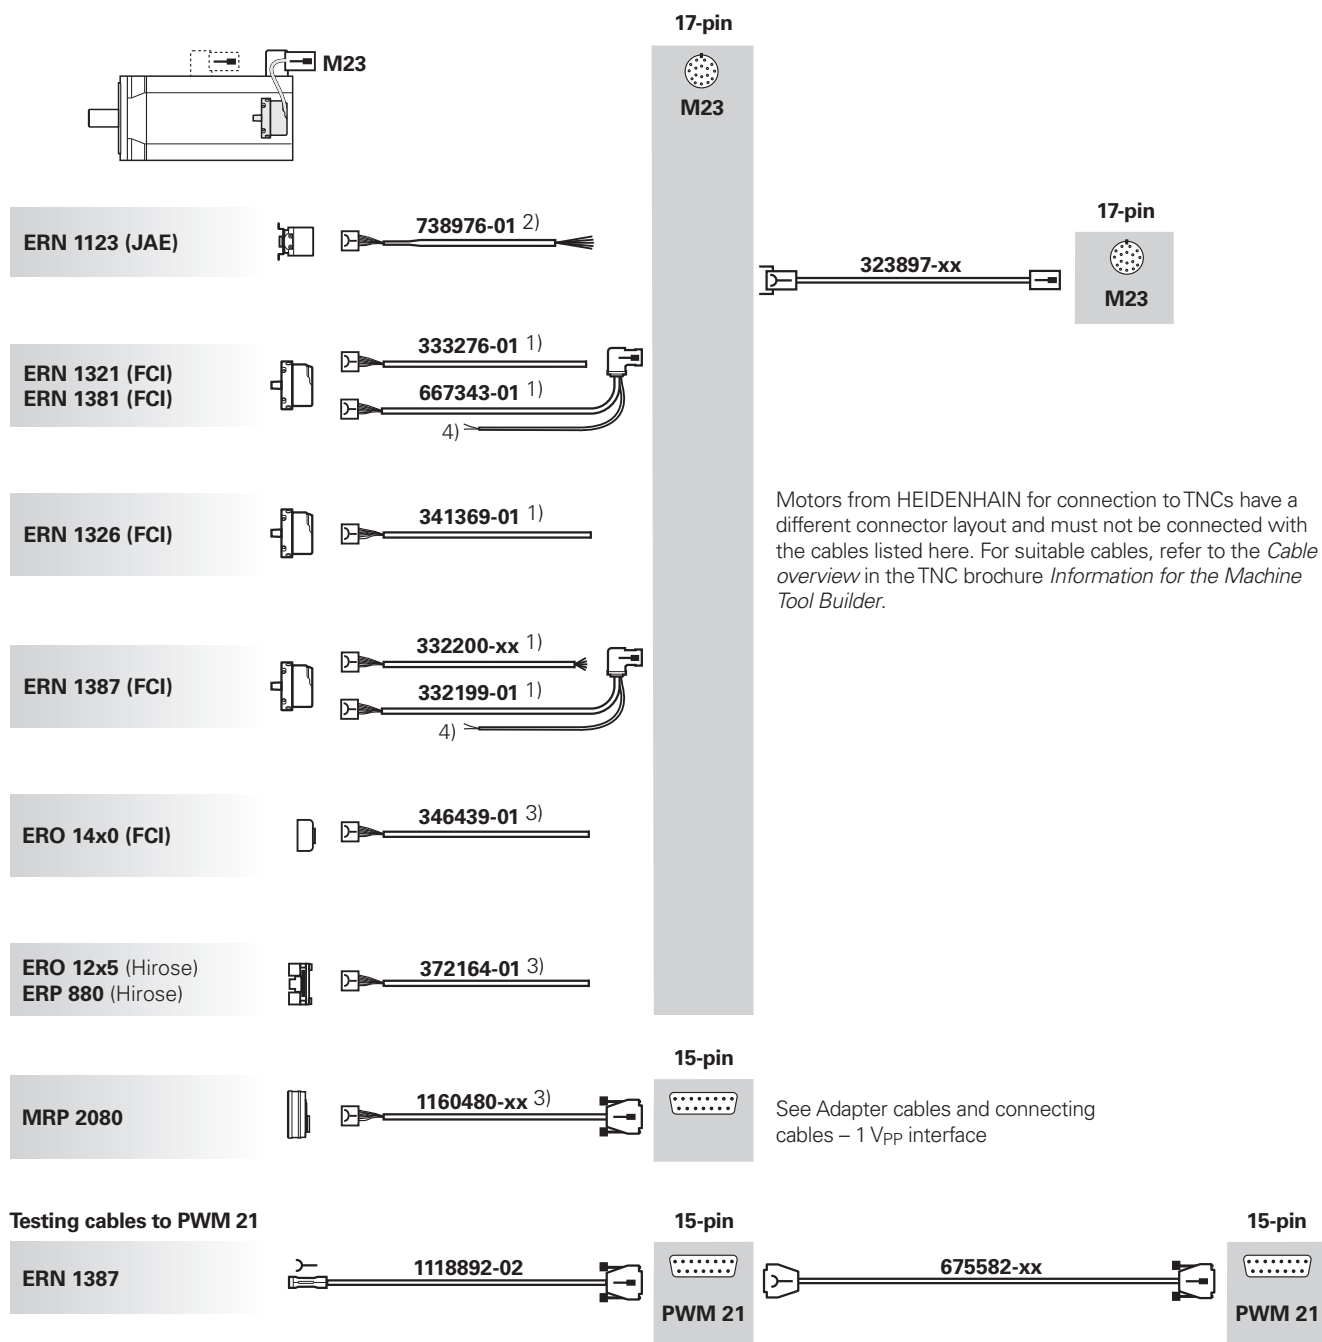 17-pin
M23
M23
ERN 1123 (JAE)
738976-01 2)
17-pin
323897-xx
M23
ERN 1321 (FCI)
ERN 1381 (FCI)
333276-01 1)
667343-01 1)
4)
ERN 1326 (FCI)
341369-01 1)
Motors from HEIDENHAIN for connection to TNCs have a
different connector layout and must not be connected with
the cables listed here. For suitable cables, refer to the Cable
overview in the TNC brochure Information for the Machine
Tool Builder.
ERN 1387 (FCI)
332200-xx 1)
332199-01 1)
4)
ERO 14x0 (FCI)
346439-01 3)
ERO 12x5 (Hirose)
ERP 880 (Hirose)
372164-01 3)
15-pin
MRP 2080
1160480-xx 3)
See Adapter cables and connecting
cables – 1 VPP interface
Testing cables to PWM 21
15-pin
15-pin
ERN 1387
1118892-02
675582-xx
PWM 21
PWM 21